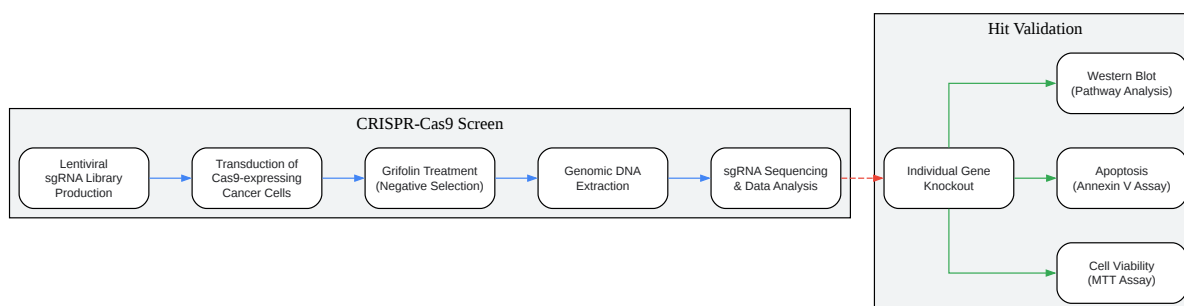 CRISPR-Cas9 Screen
Lentiviral
sgRNA Library
Production
Transduction of
Cas9-expressing
Cancer Cells
Grifolin Treatment
(Negative Selection)
Genomic DNA
Extraction
sgRNA Sequencing
& Data Analysis
Hit Validation
Individual Gene
Knockout
Western Blot
(Pathway Analysis)
Apoptosis
(Annexin V Assay)
Cell Viability
(MTT Assay)